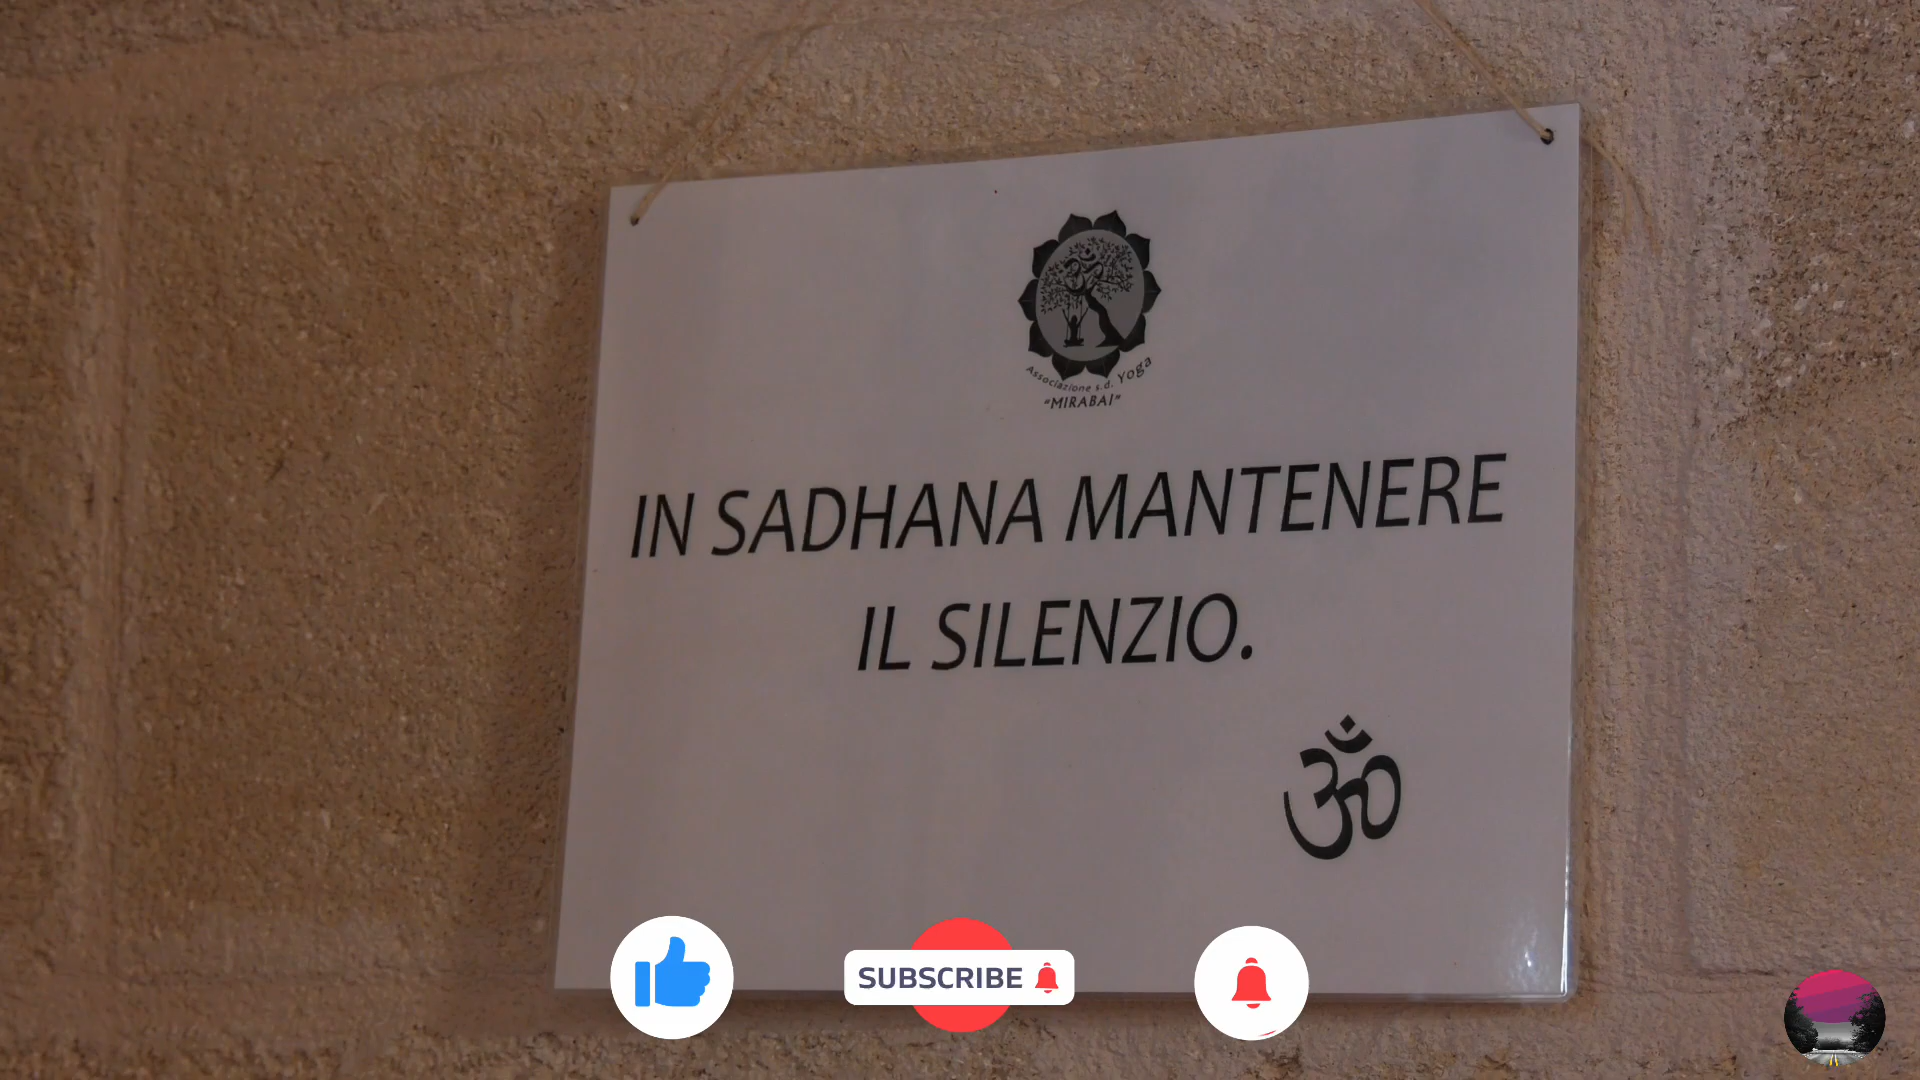 Associazione s.d. Yoga
"MIRABAI"
IN SADHANA MANTENERE
IL SILENZIO.
ॐ
SUBSCRIBE